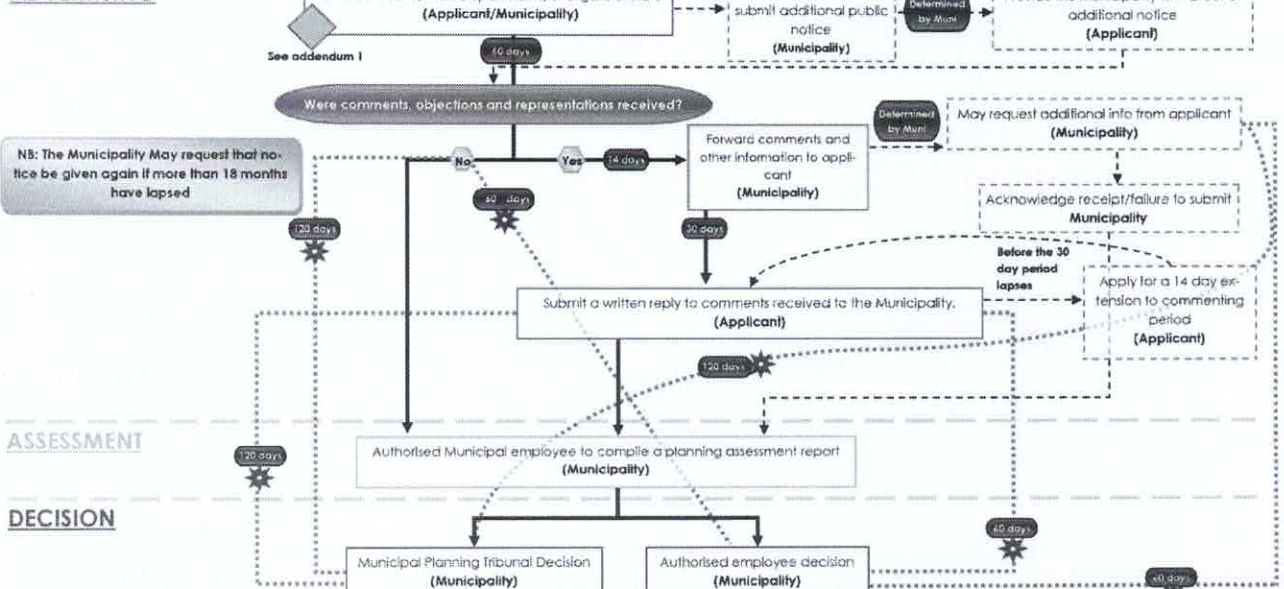 (Applicant/Municipality)
submit additional public
notice
(Municipality)
Determined
by Muni
additional notice
(Applicant)
See addendum 1
60 days
Were comments, objections and representations received?
NB: The Municipality May request that no-
tice be given again if more than 18 months
have lapsed
No
Yes
14 days
Forward comments and
other information to appli-
cant
(Municipality)
Determined
by Muni
May request additional info from applicant
(Municipality)
Acknowledge receipt/failure to submit
Municipality
60 days
120 days
30 days
Before the 30
day period
lapses
Apply for a 14 day ex-
tension to commenting
period
(Applicant)
Submit a written reply to comments received to the Municipality.
(Applicant)
120 days
ASSESSMENT
120 days
Authorised Municipal employee to compile a planning assessment report
(Municipality)
DECISION
60 days
Municipal Planning Tribunal Decision
(Municipality)
Authorised employee decision
(Municipality)
60 days